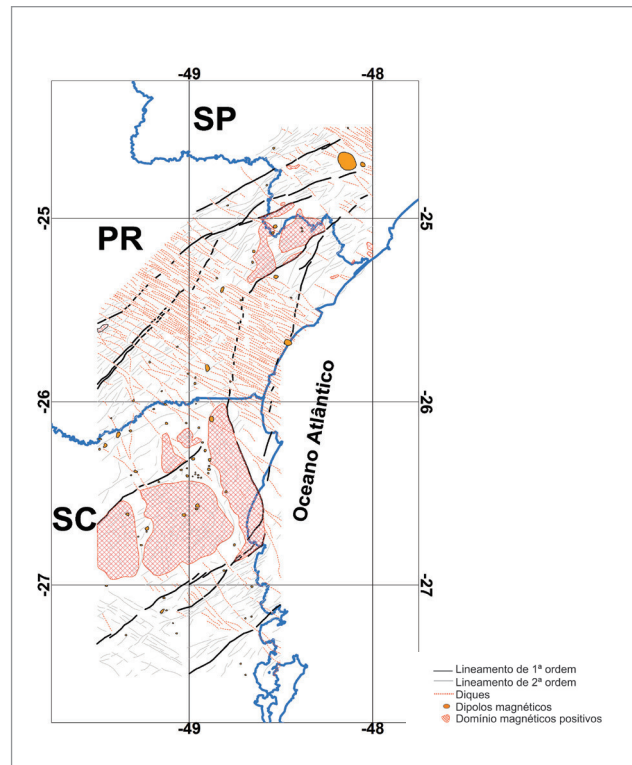 -49
-48
SP
-25
-25
PR
-26
-26
Oceano Atlântico
SC
-27
-27
Lineamento de 1ª ordem
Lineamento de 2ª ordem
Diques
Dipolos magnéticos
Domínio magnéticos positivos
-49
-48